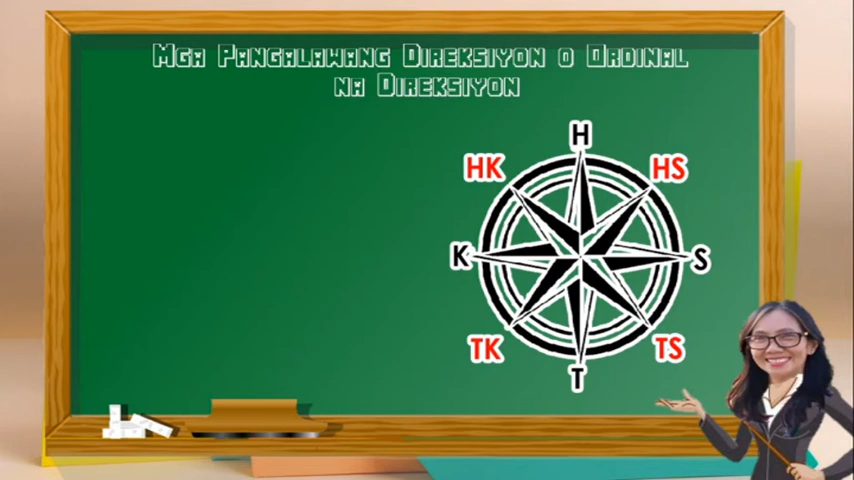 Mga Pangalawang Direksiyon o Ordinal
na Direksiyon
H
HK
HS
K
S
TK
TS
T